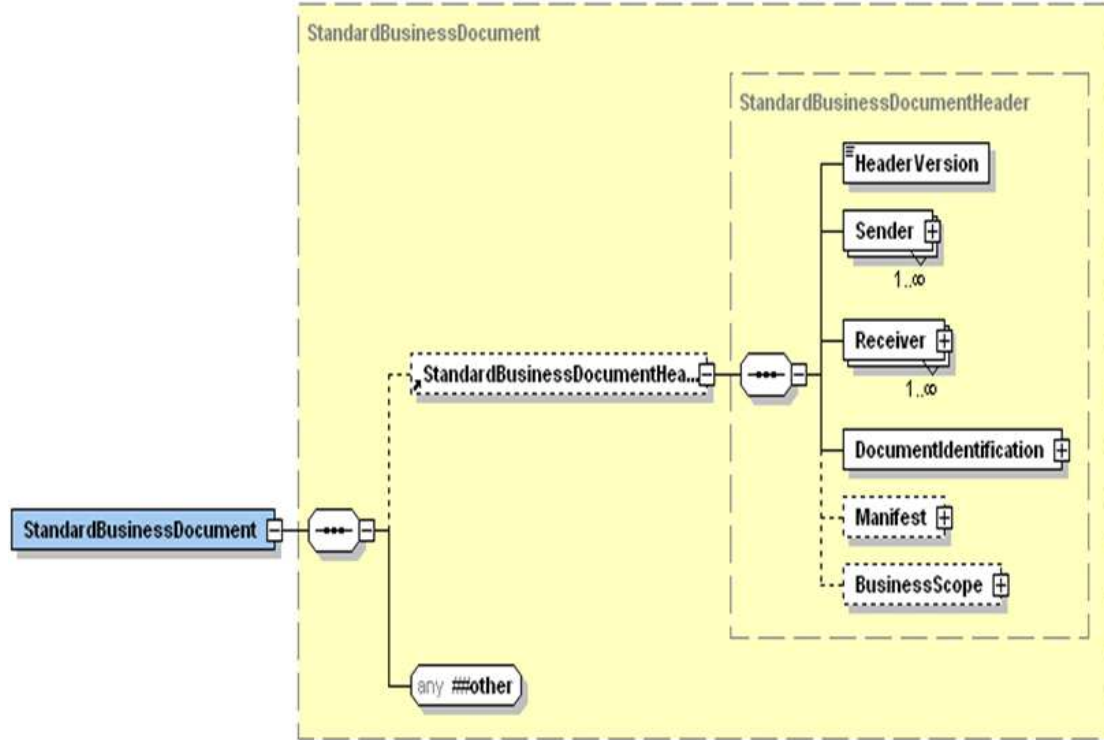 StandardBusinessDocument
StandardBusinessDocumentHeader
HeaderVersion
Sender
1..∞
Receiver
1..∞
StandardBusinessDocumentHea...
DocumentIdentification
StandardBusinessDocument
Manifest
BusinessScope
any ##other